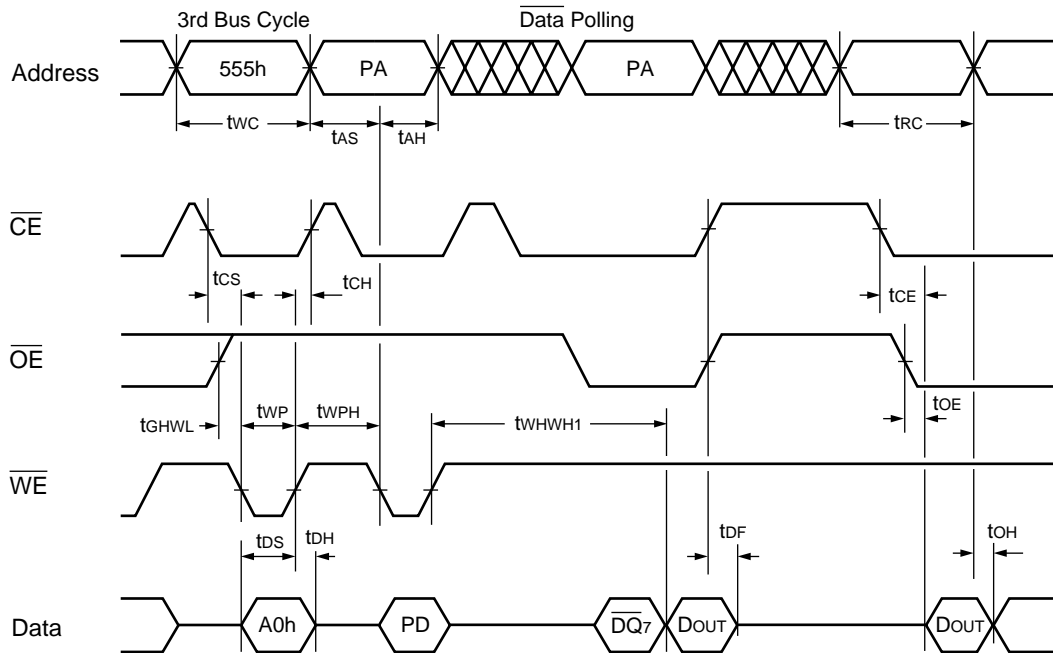 3rd Bus Cycle
Data Polling
Address
555h
PA
PA
tWC
tAS
tAH
tRC
CE
tCS
tCH
tCE
OE
tGHWL
tWP
tWPH
tWHWH1
tOE
WE
tDS
tDH
tDF
tOH
Data
A0h
PD
DQ7
DOUT
DOUT